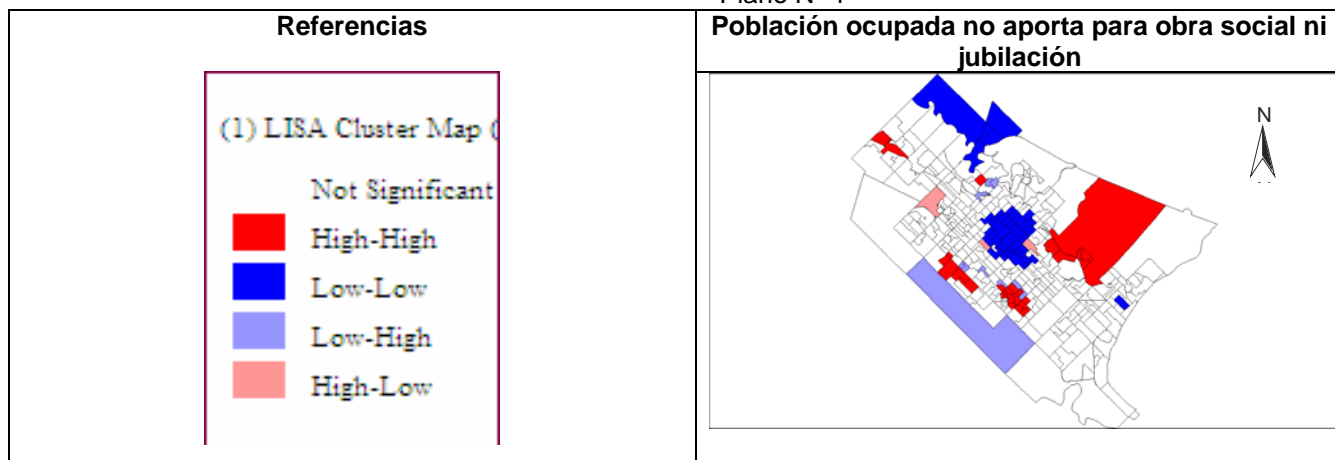 Referencias
Población ocupada no aporta para obra social ni
jubilación
(1) LISA Cluster Map (
Not Significant
High-High
Low-Low
Low-High
High-Low
N